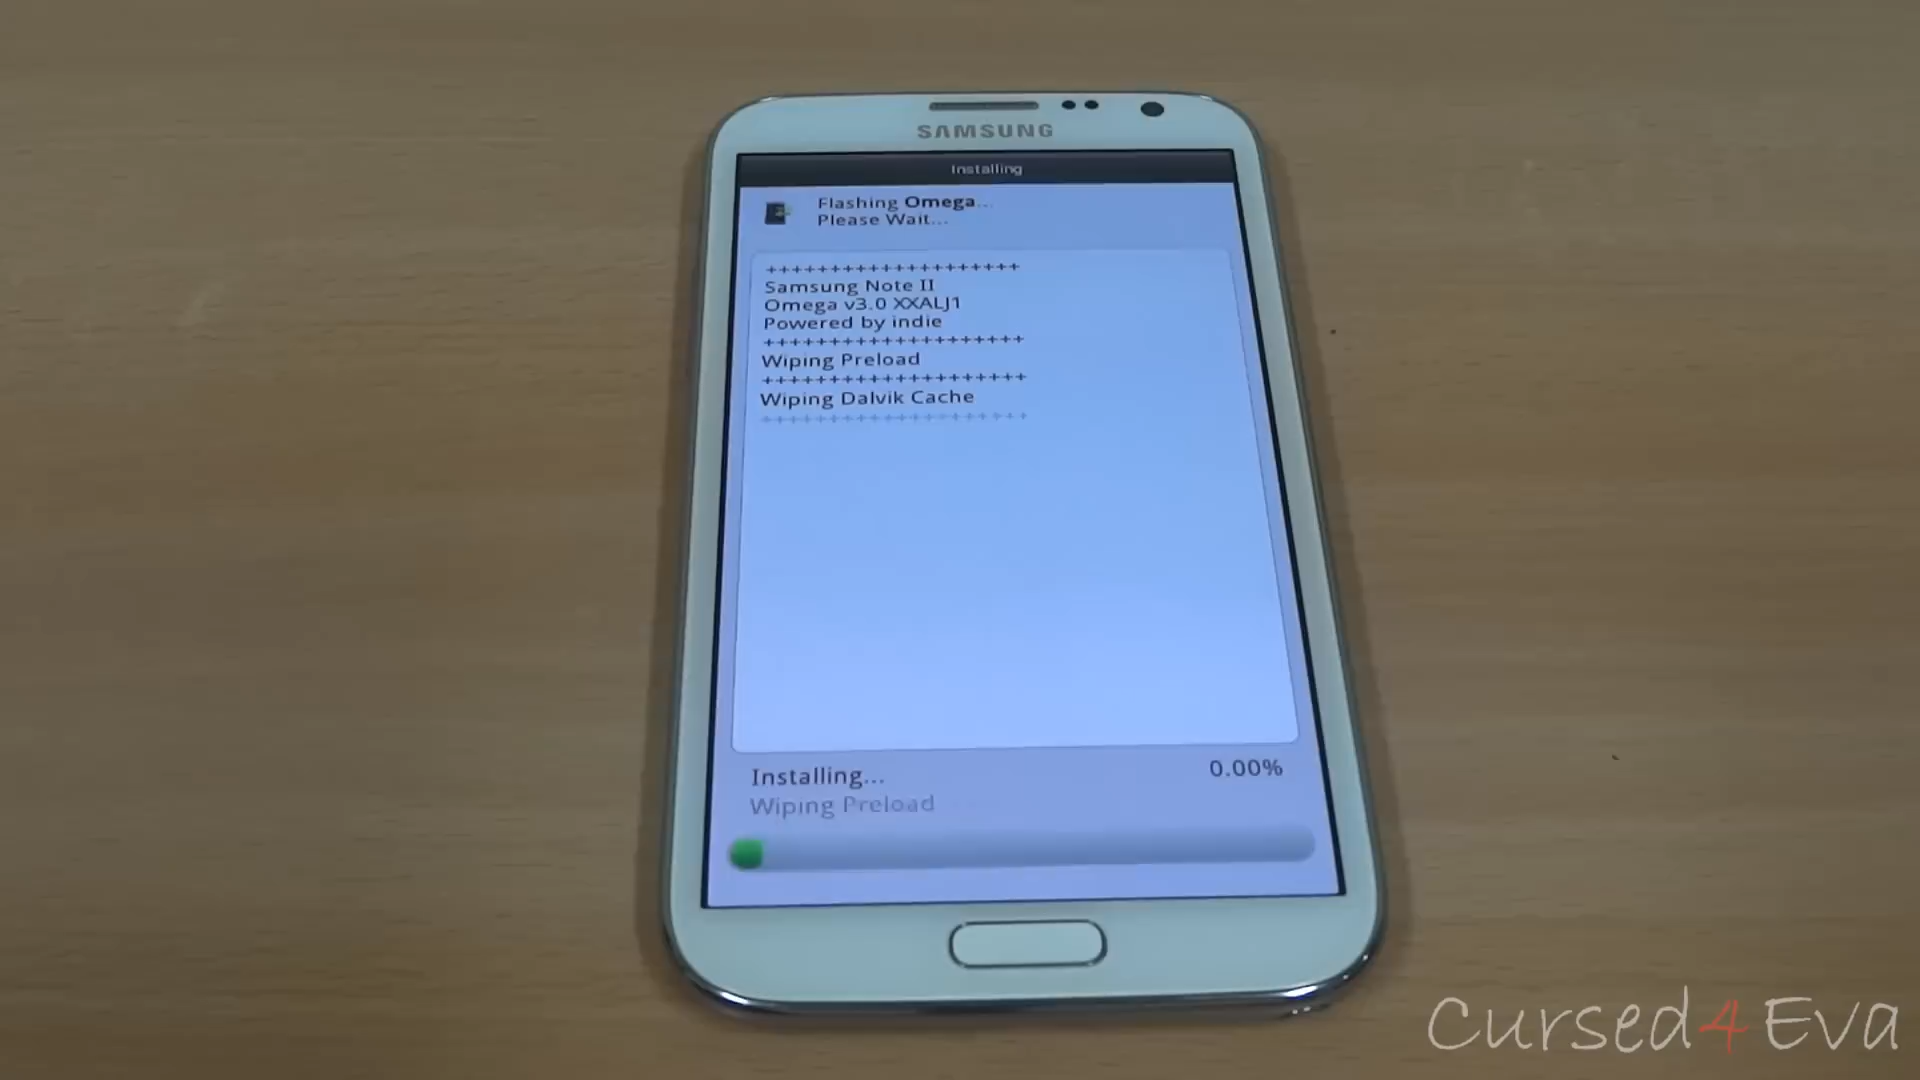 SAMSUNG
Installing
Flashing Omega...
Please Wait...
++++++++++++++++++++
Samsung Note II
Omega v3.0 XXALJ1
Powered by indie
++++++++++++++++++++
Wiping Preload
++++++++++++++++++++
Wiping Dalvik Cache
++++++++++++++++++++
Installing...
0.00%
Wiping Preload
Cursed4Eva